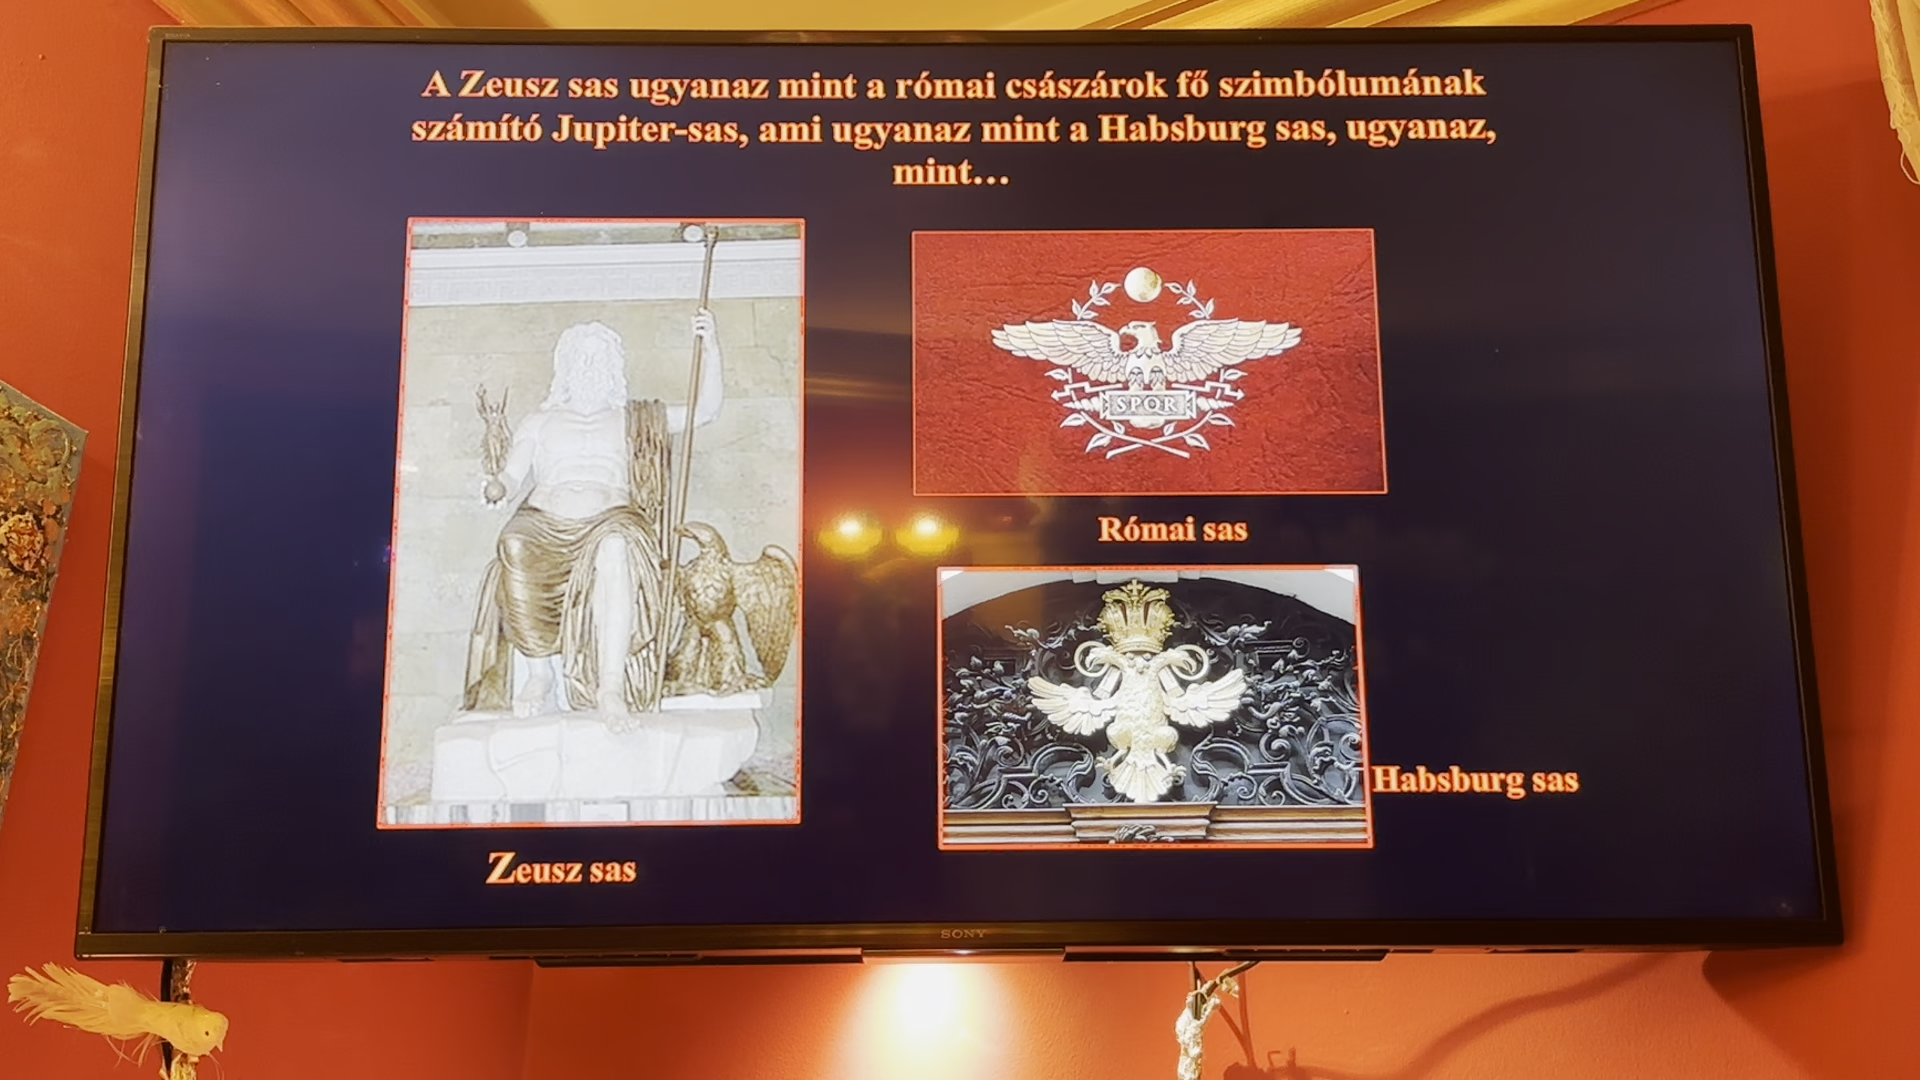 A Zeusz sas ugyanaz mint a római császárok fő szimbólumának
számító Jupiter-sas, ami ugyanaz mint a Habsburg sas, ugyanaz,
mint…
SPQR
Római sas
Habsburg sas
Zeusz sas
SONY